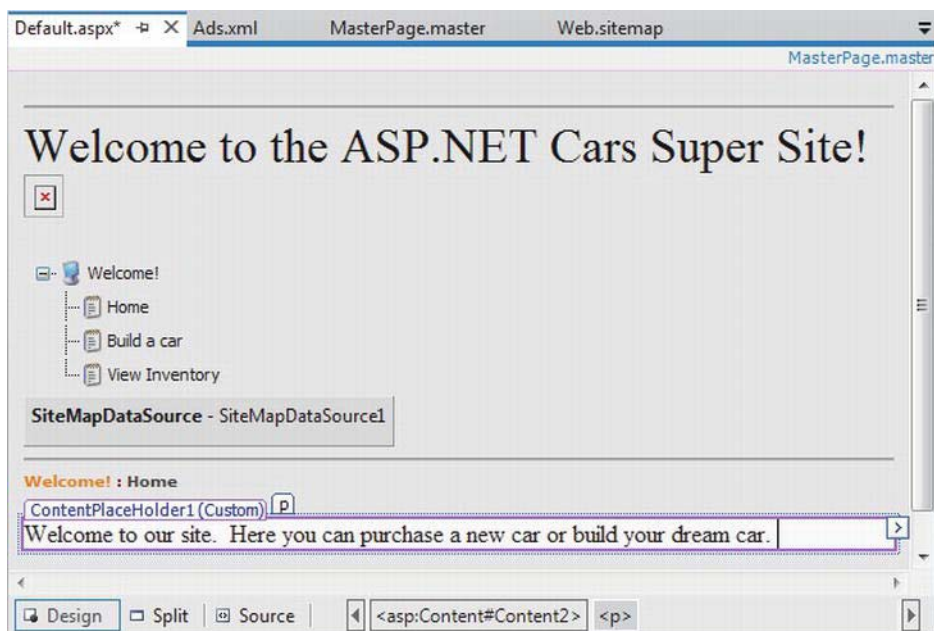 Default.aspx* Ads.xml MasterPage.master Web.sitemap
MasterPage.master
Welcome to the ASP.NET Cars Super Site!
Welcome!
Home
Build a car
View Inventory
SiteMapDataSource - SiteMapDataSource1
Welcome! : Home
ContentPlaceHolder1 (Custom) p
Welcome to our site.  Here you can purchase a new car or build your dream car.
Design Split Source <asp:Content#Content2> <p>